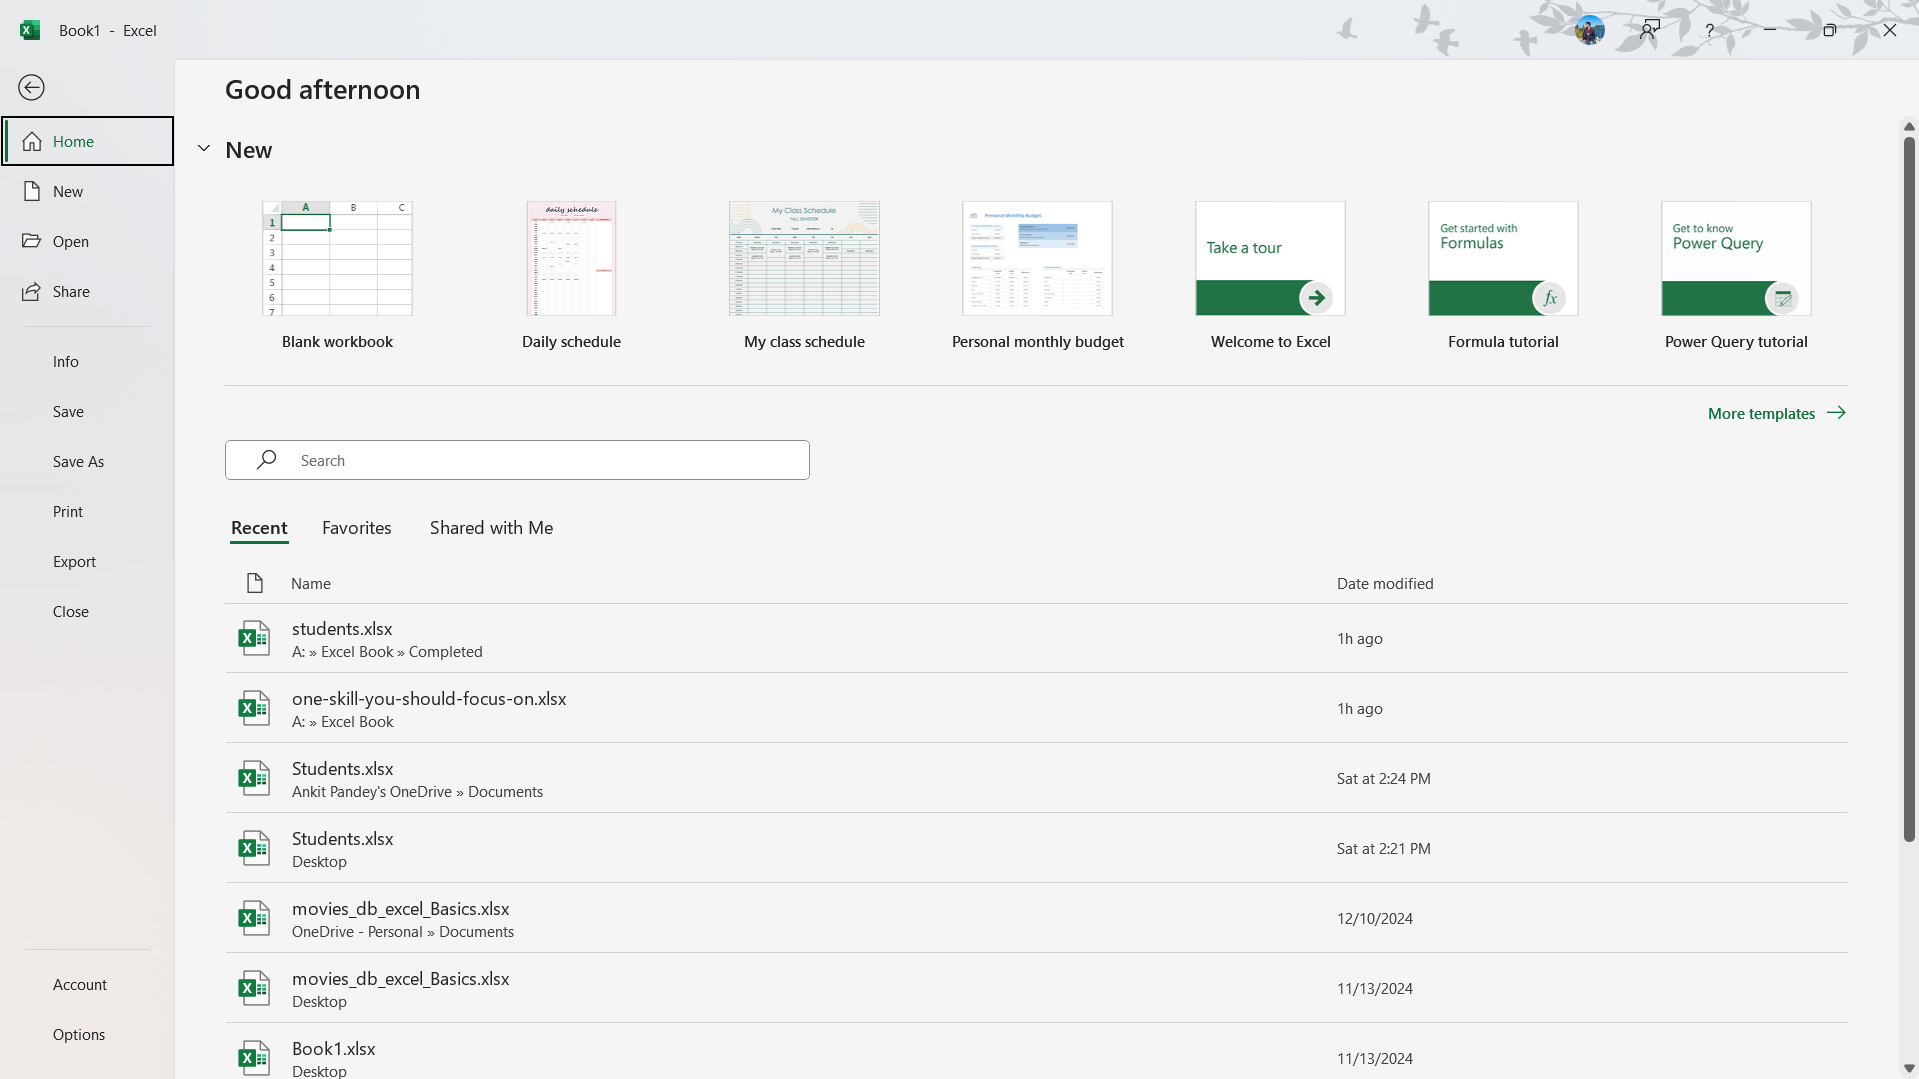 Book1 - Excel
?
Good afternoon
Home
New
New
Open
Share
Info
Save
Save As
Print
Export
Close
Account
Options
A B C
1
2
3
4
5
6
7
daily schedule
My Class Schedule
FALL SEMESTER
Personal Monthly Budget
Take a tour
Get started with
Formulas
fx
Get to know
Power Query
Blank workbook
Daily schedule
My class schedule
Personal monthly budget
Welcome to Excel
Formula tutorial
Power Query tutorial
More templates
Search
Recent Favorites Shared with Me
Name Date modified
students.xlsx
A: » Excel Book » Completed
1h ago
one-skill-you-should-focus-on.xlsx
A: » Excel Book
1h ago
Students.xlsx
Ankit Pandey's OneDrive » Documents
Sat at 2:24 PM
Students.xlsx
Desktop
Sat at 2:21 PM
movies_db_excel_Basics.xlsx
OneDrive - Personal » Documents
12/10/2024
movies_db_excel_Basics.xlsx
Desktop
11/13/2024
Book1.xlsx
Desktop
11/13/2024